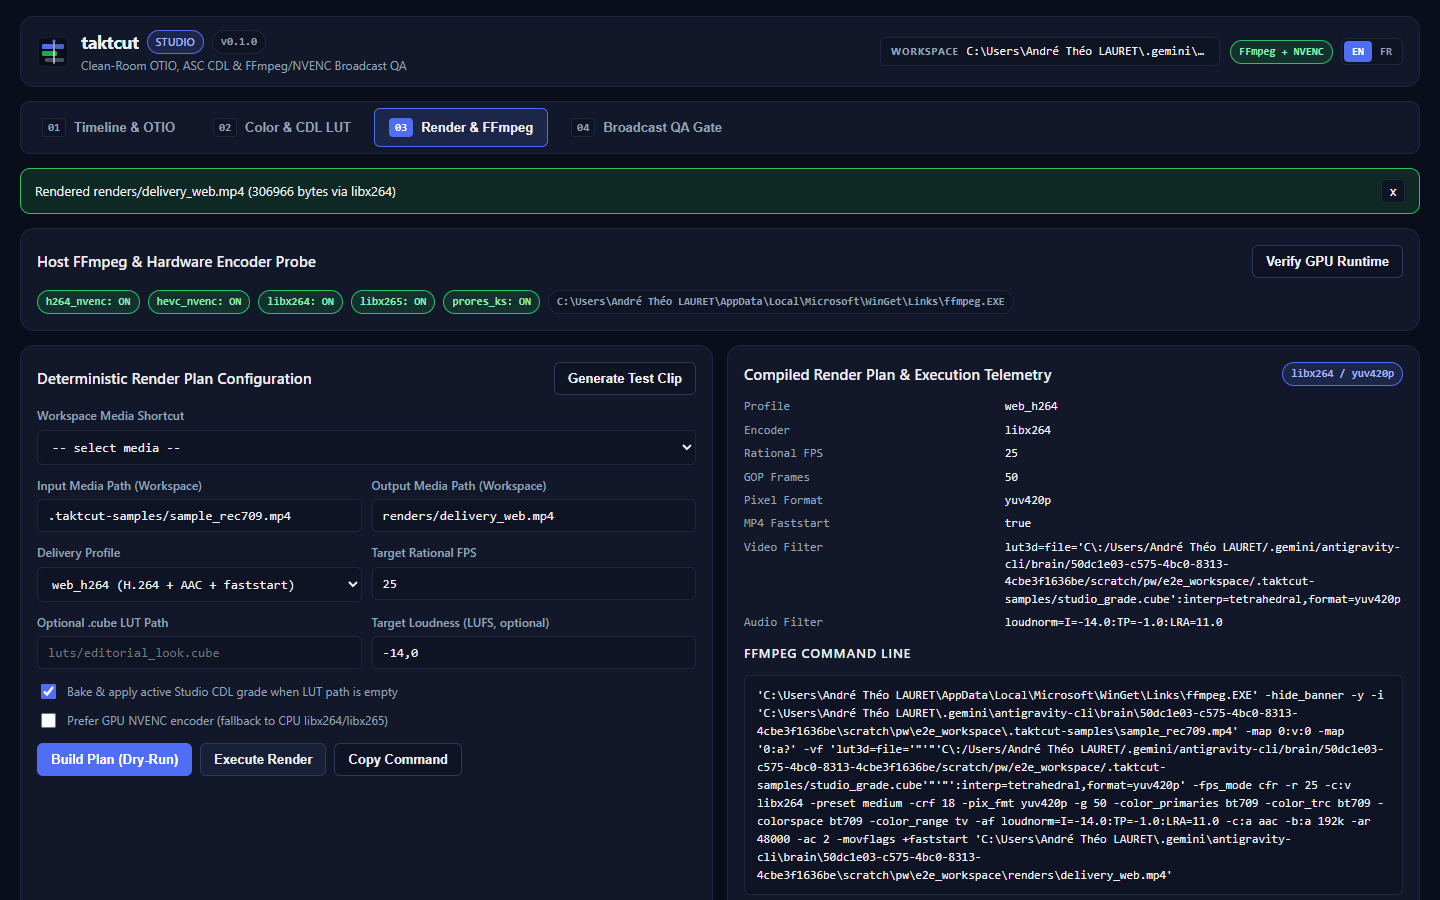 taktcut STUDIO v0.1.0
Clean-Room OTIO, ASC CDL & FFmpeg/NVENC Broadcast QA
WORKSPACE C:\Users\André Théo LAURET\.gemini\…
FFmpeg + NVENC
EN FR
01 Timeline & OTIO
02 Color & CDL LUT
03 Render & FFmpeg
04 Broadcast QA Gate
Rendered renders/delivery_web.mp4 (306966 bytes via libx264)
x
Host FFmpeg & Hardware Encoder Probe
Verify GPU Runtime
h264_nvenc: ON
hevc_nvenc: ON
libx264: ON
libx265: ON
prores_ks: ON
C:\Users\André Théo LAURET\AppData\Local\Microsoft\WinGet\Links\ffmpeg.EXE
Deterministic Render Plan Configuration
Generate Test Clip
Workspace Media Shortcut
-- select media --
Input Media Path (Workspace)
.taktcut-samples/sample_rec709.mp4
Output Media Path (Workspace)
renders/delivery_web.mp4
Delivery Profile
web_h264 (H.264 + AAC + faststart)
Target Rational FPS
25
Optional .cube LUT Path
luts/editorial_look.cube
Target Loudness (LUFS, optional)
-14,0
Bake & apply active Studio CDL grade when LUT path is empty
Prefer GPU NVENC encoder (fallback to CPU libx264/libx265)
Build Plan (Dry-Run)
Execute Render
Copy Command
Compiled Render Plan & Execution Telemetry
libx264 / yuv420p
Profile web_h264
Encoder libx264
Rational FPS 25
GOP Frames 50
Pixel Format yuv420p
MP4 Faststart true
Video Filter lut3d=file='C\:/Users/André Théo LAURET/.gemini/antigravity-
cli/brain/50dc1e03-c575-4bc0-8313-
4cbe3f1636be/scratch/pw/e2e_workspace/.taktcut-
samples/studio_grade.cube':interp=tetrahedral,format=yuv420p
Audio Filter loudnorm=I=-14.0:TP=-1.0:LRA=11.0
FFMPEG COMMAND LINE
'C:\Users\André Théo LAURET\AppData\Local\Microsoft\WinGet\Links\ffmpeg.EXE' -hide_banner -y -i
'C:\Users\André Théo LAURET\.gemini\antigravity-cli\brain\50dc1e03-c575-4bc0-8313-
4cbe3f1636be\scratch\pw\e2e_workspace\.taktcut-samples\sample_rec709.mp4' -map 0:v:0 -map
'0:a?' -vf 'lut3d=file='"'"'C\:/Users/André Théo LAURET/.gemini/antigravity-cli/brain/50dc1e03-
c575-4bc0-8313-4cbe3f1636be/scratch/pw/e2e_workspace/.taktcut-
samples/studio_grade.cube'"'"':interp=tetrahedral,format=yuv420p' -fps_mode cfr -r 25 -c:v
libx264 -preset medium -crf 18 -pix_fmt yuv420p -g 50 -color_primaries bt709 -color_trc bt709 -
colorspace bt709 -color_range tv -af loudnorm=I=-14.0:TP=-1.0:LRA=11.0 -c:a aac -b:a 192k -ar
48000 -ac 2 -movflags +faststart 'C:\Users\André Théo LAURET\.gemini\antigravity-
cli\brain\50dc1e03-c575-4bc0-8313-
4cbe3f1636be\scratch\pw\e2e_workspace\renders\delivery_web.mp4'